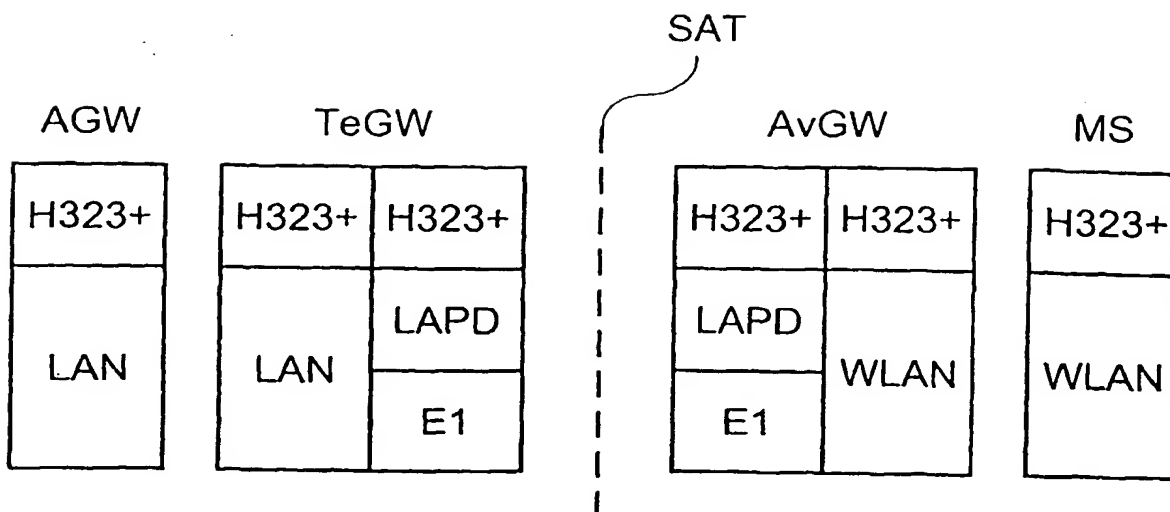 SAT
AGW TeGW AvGW MS
H323+ H323+ H323+ H323+ H323+ H323+
LAPD LAPD
LAN LAN WLAN WLAN
E1 E1